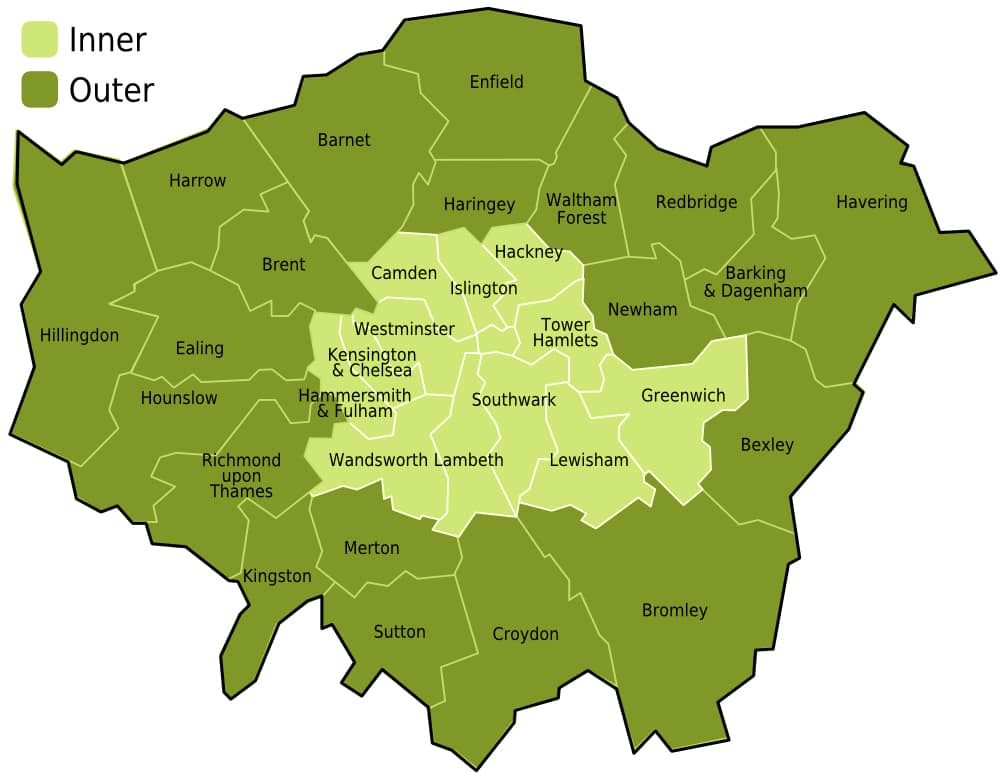 Inner
Outer
Enfield
Barnet
Harrow
Haringey
Waltham
Forest
Redbridge
Havering
Hackney
Brent
Camden
Islington
Barking
& Dagenham
Newham
Hillingdon
Ealing
Westminster
Tower
Hamlets
Kensington
& Chelsea
Hounslow
Hammersmith
& Fulham
Southwark
Greenwich
Bexley
Richmond
upon
Thames
Wandsworth
Lambeth
Lewisham
Merton
Kingston
Sutton
Croydon
Bromley